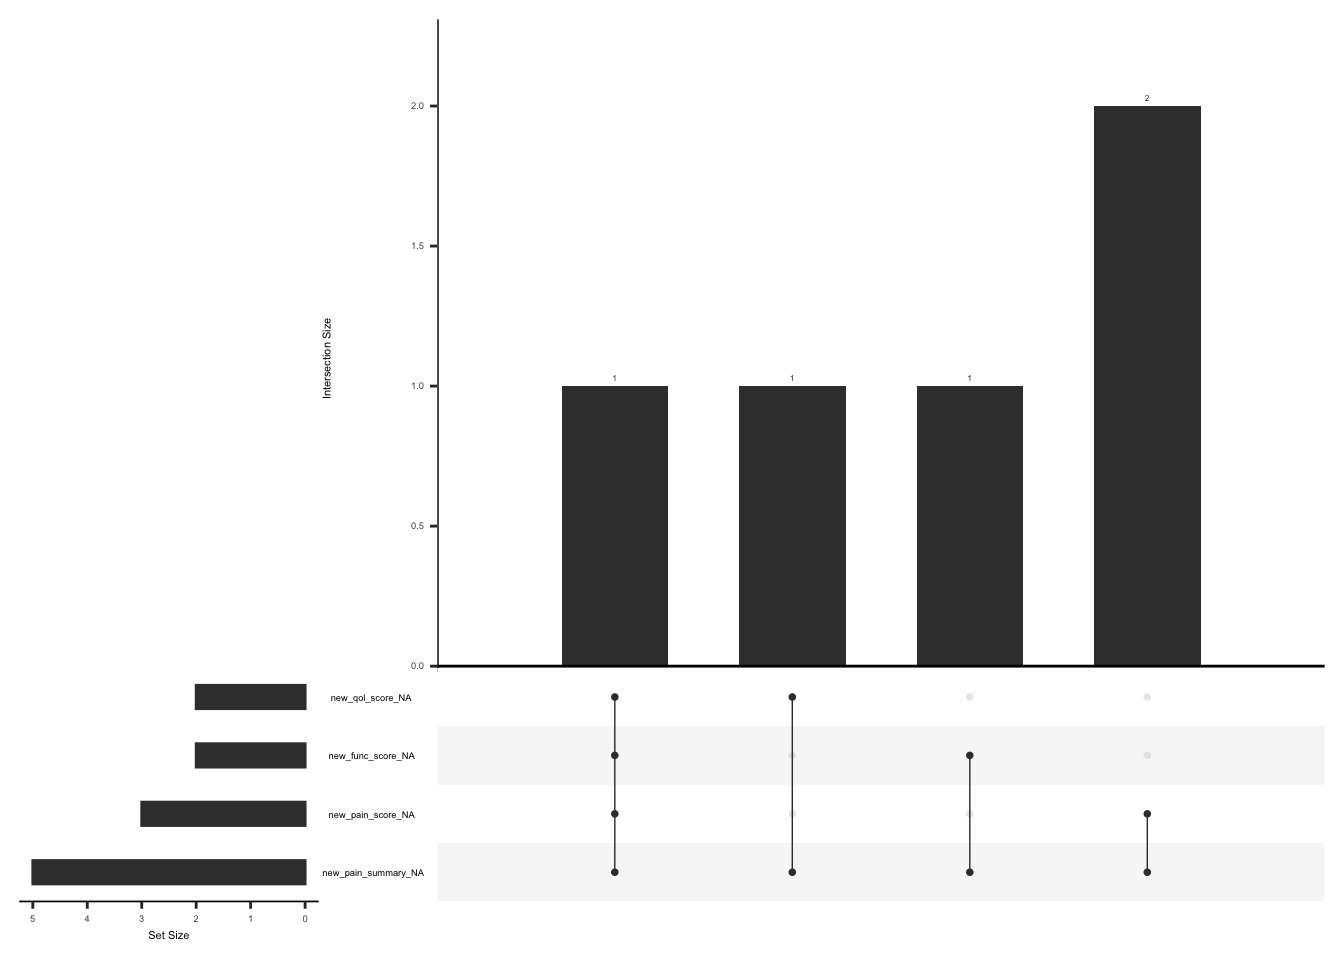 2
2.0
1.5
Intersection Size
1 1 1
1.0
0.5
0.0
new_qol_score_NA
new_func_score_NA
new_pain_score_NA
new_pain_summary_NA
5 4 3 2 1 0
Set Size